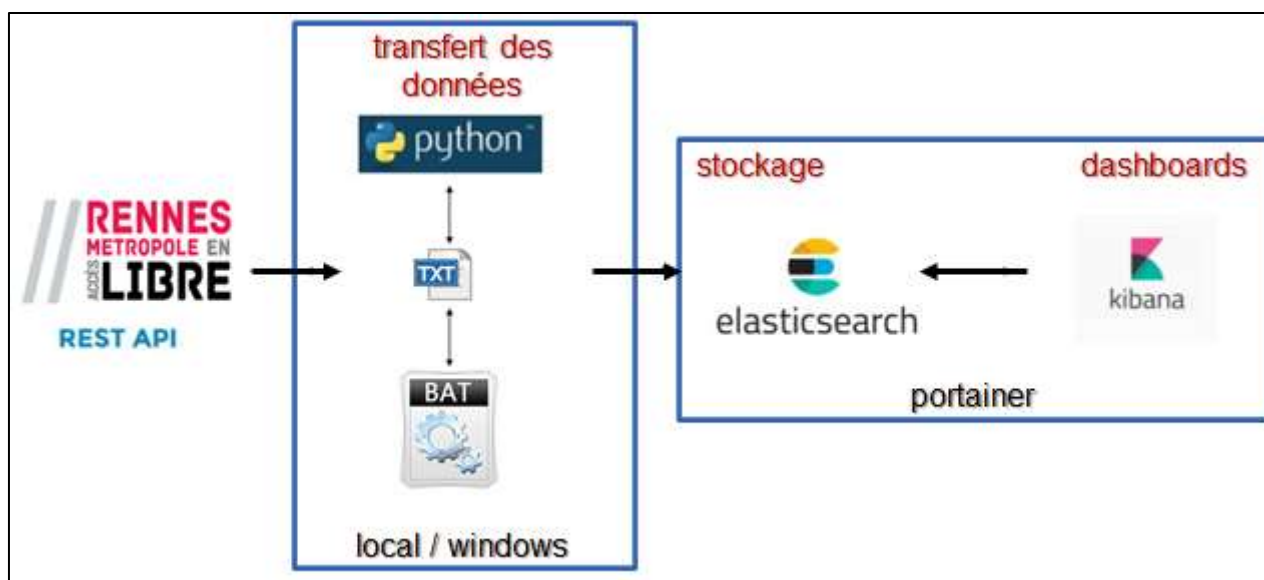 //RENNES
METROPOLE EN
ACCÈS LIBRE
REST API
transfert des
données
python™
TXT
BAT
local / windows
stockage
dashboards
elasticsearch
kibana
portainer